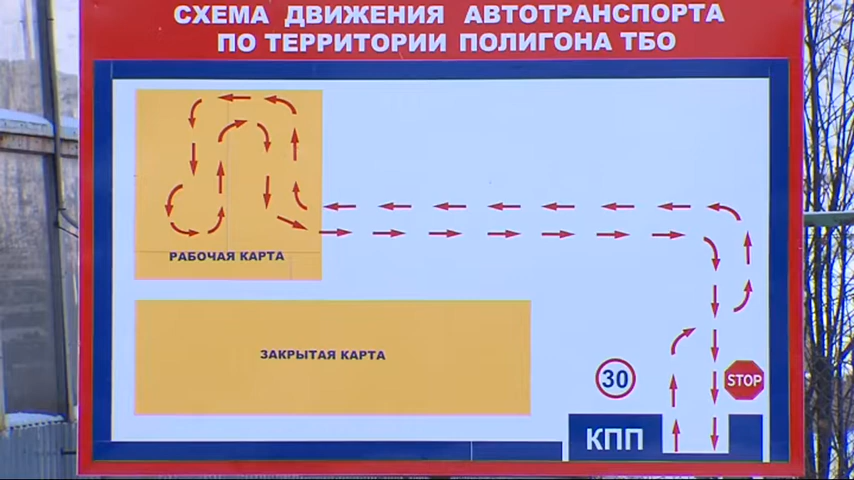 СХЕМА ДВИЖЕНИЯ АВТОТРАНСПОРТА
ПО ТЕРРИТОРИИ ПОЛИГОНА ТБО
РАБОЧАЯ КАРТА
ЗАКРЫТАЯ КАРТА
30
STOP
КПП